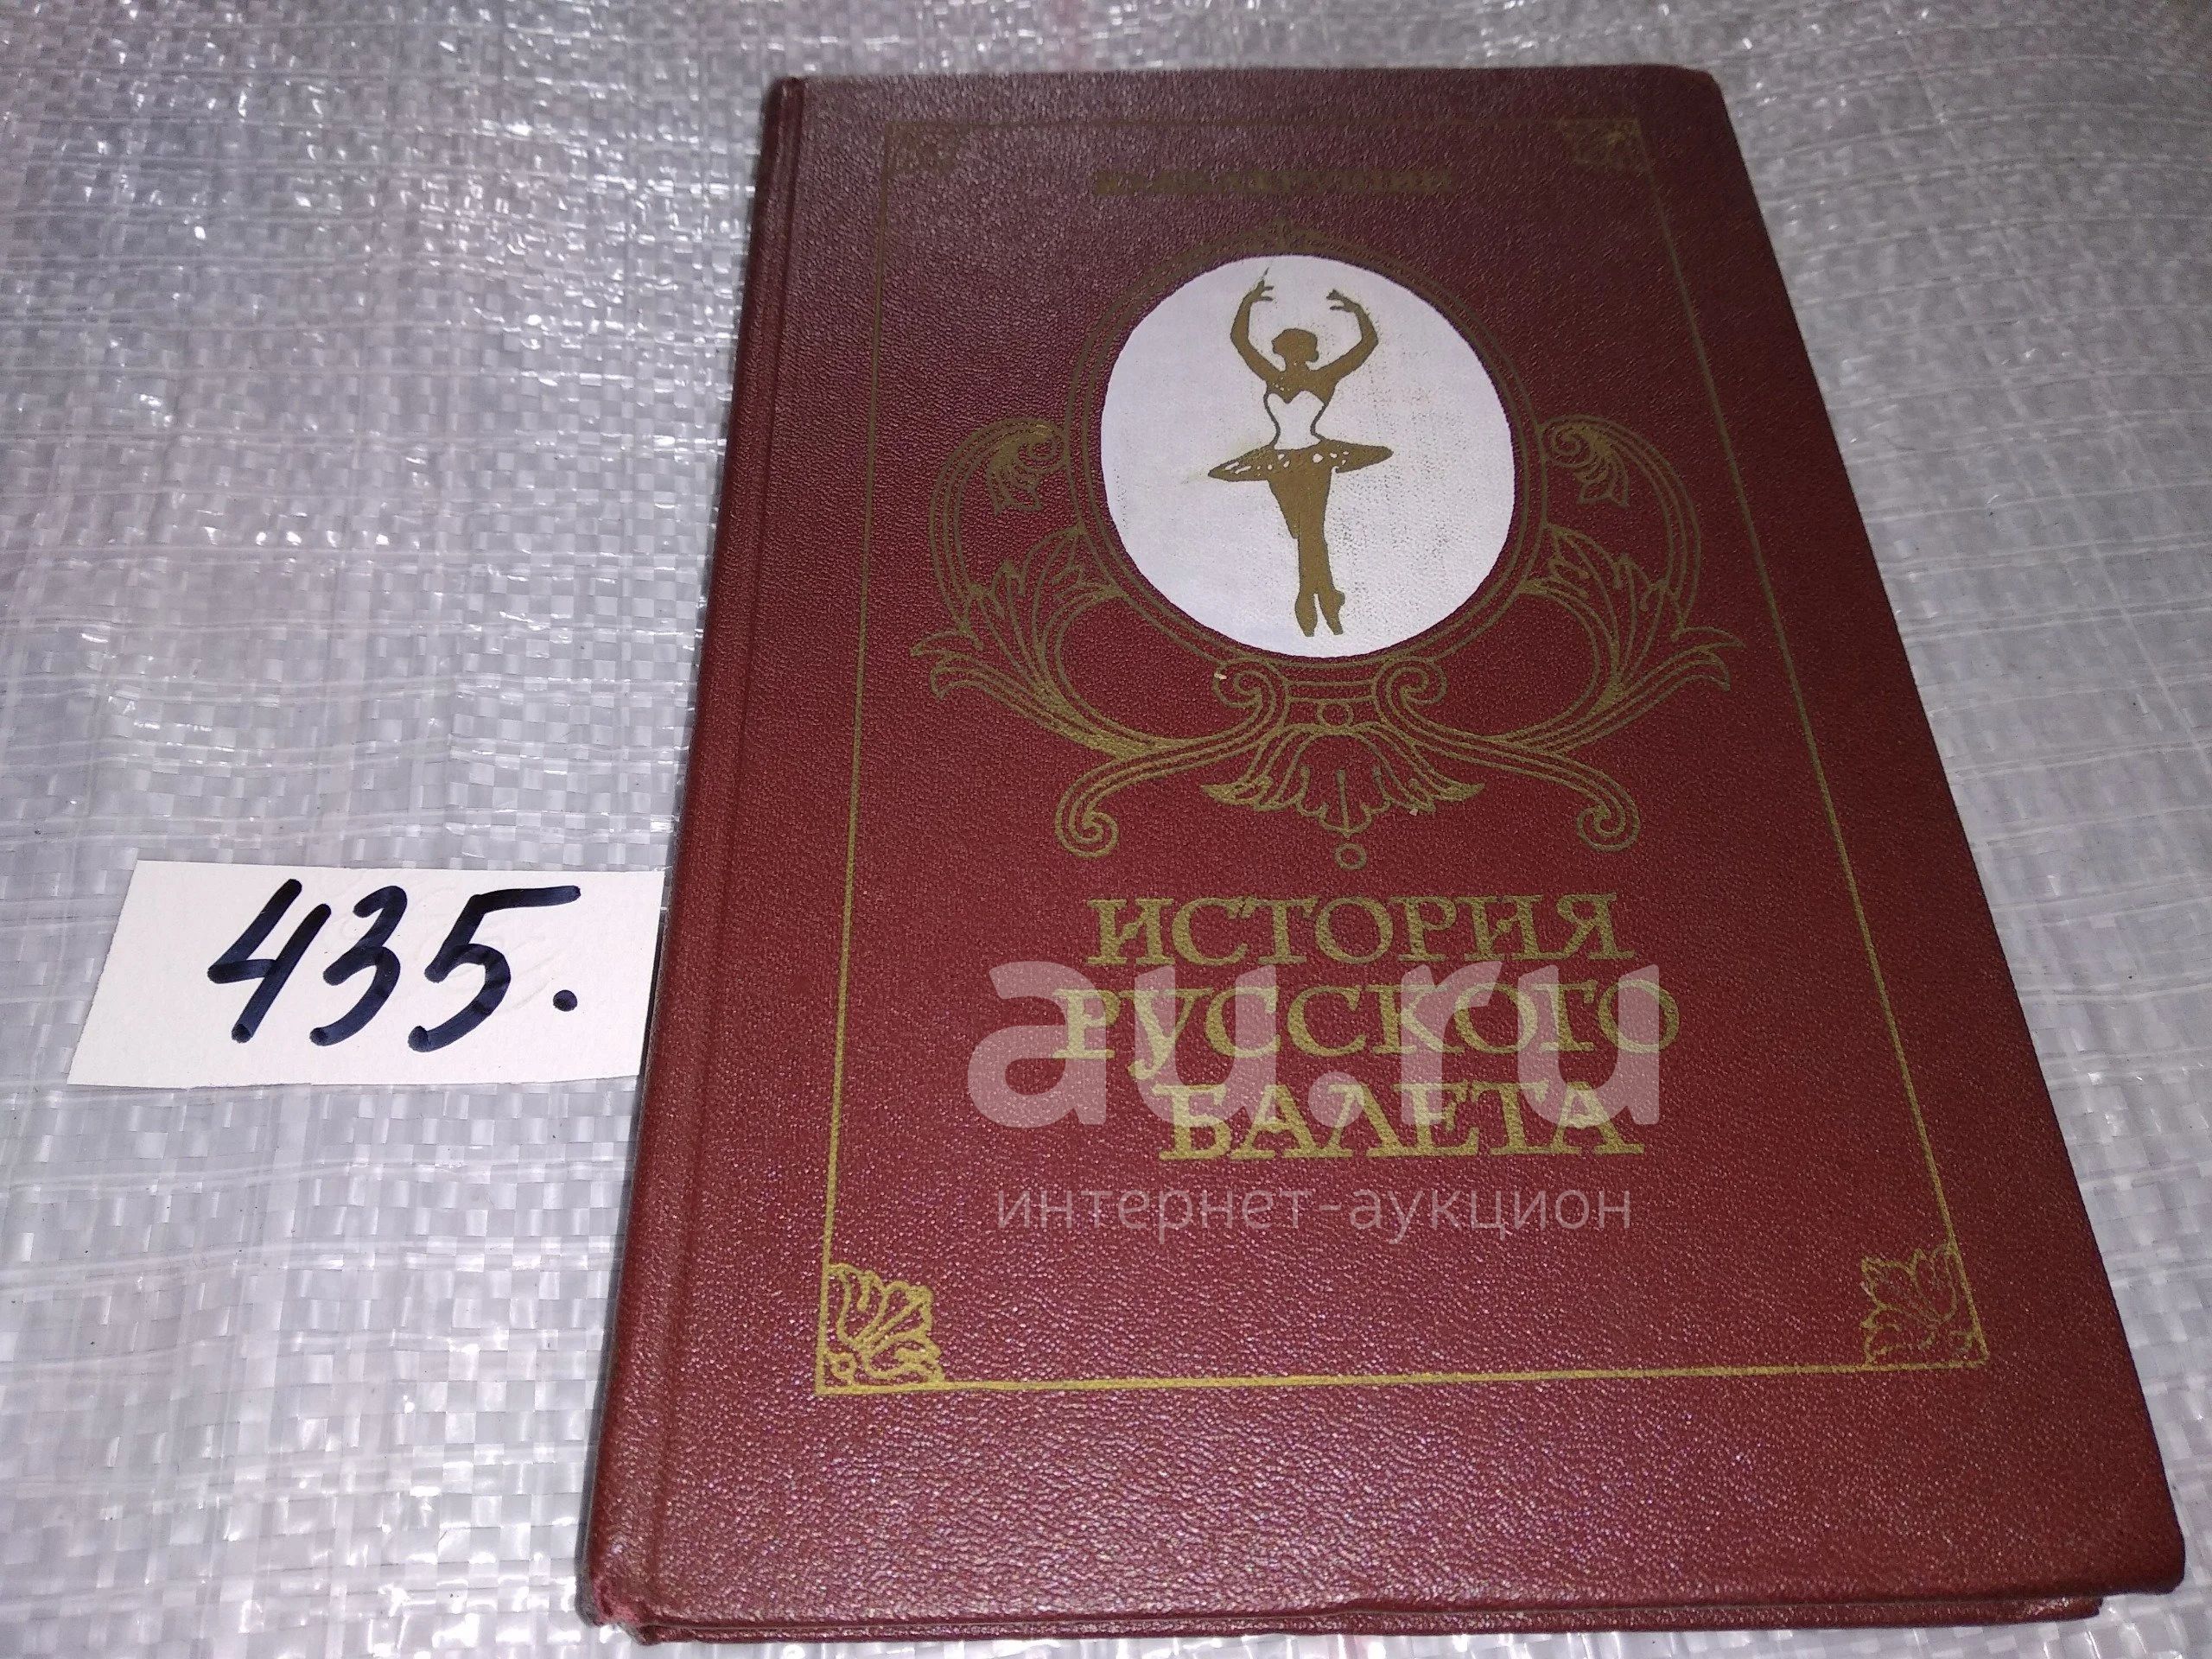 ИСТОРИЯ
РУССКОГО
БАЛЕТА
435.
au.ru
интернет-аукцион